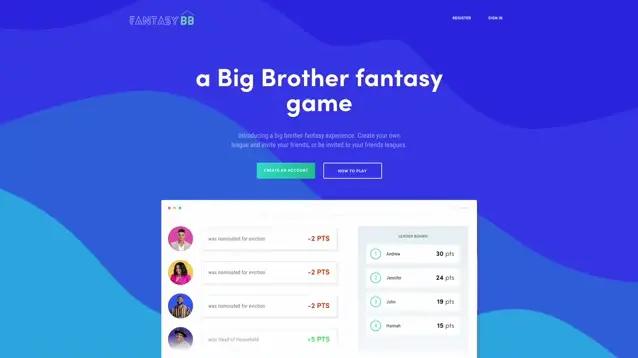 FANTASY BB
REGISTER
SIGN IN
a Big Brother fantasy
game
Introducing a big brother fantasy experience. Create your own
league and invite your friends, or be invited to your friends leagues.
CREATE AN ACCOUNT
HOW TO PLAY
was nominated for eviction -2 PTS
was nominated for eviction -2 PTS
was nominated for eviction -2 PTS
was Head of Household +5 PTS
LEADER BOARD
1 Andrew 30 pts
2 Jennifer 24 pts
3 John 19 pts
4 Hannah 15 pts